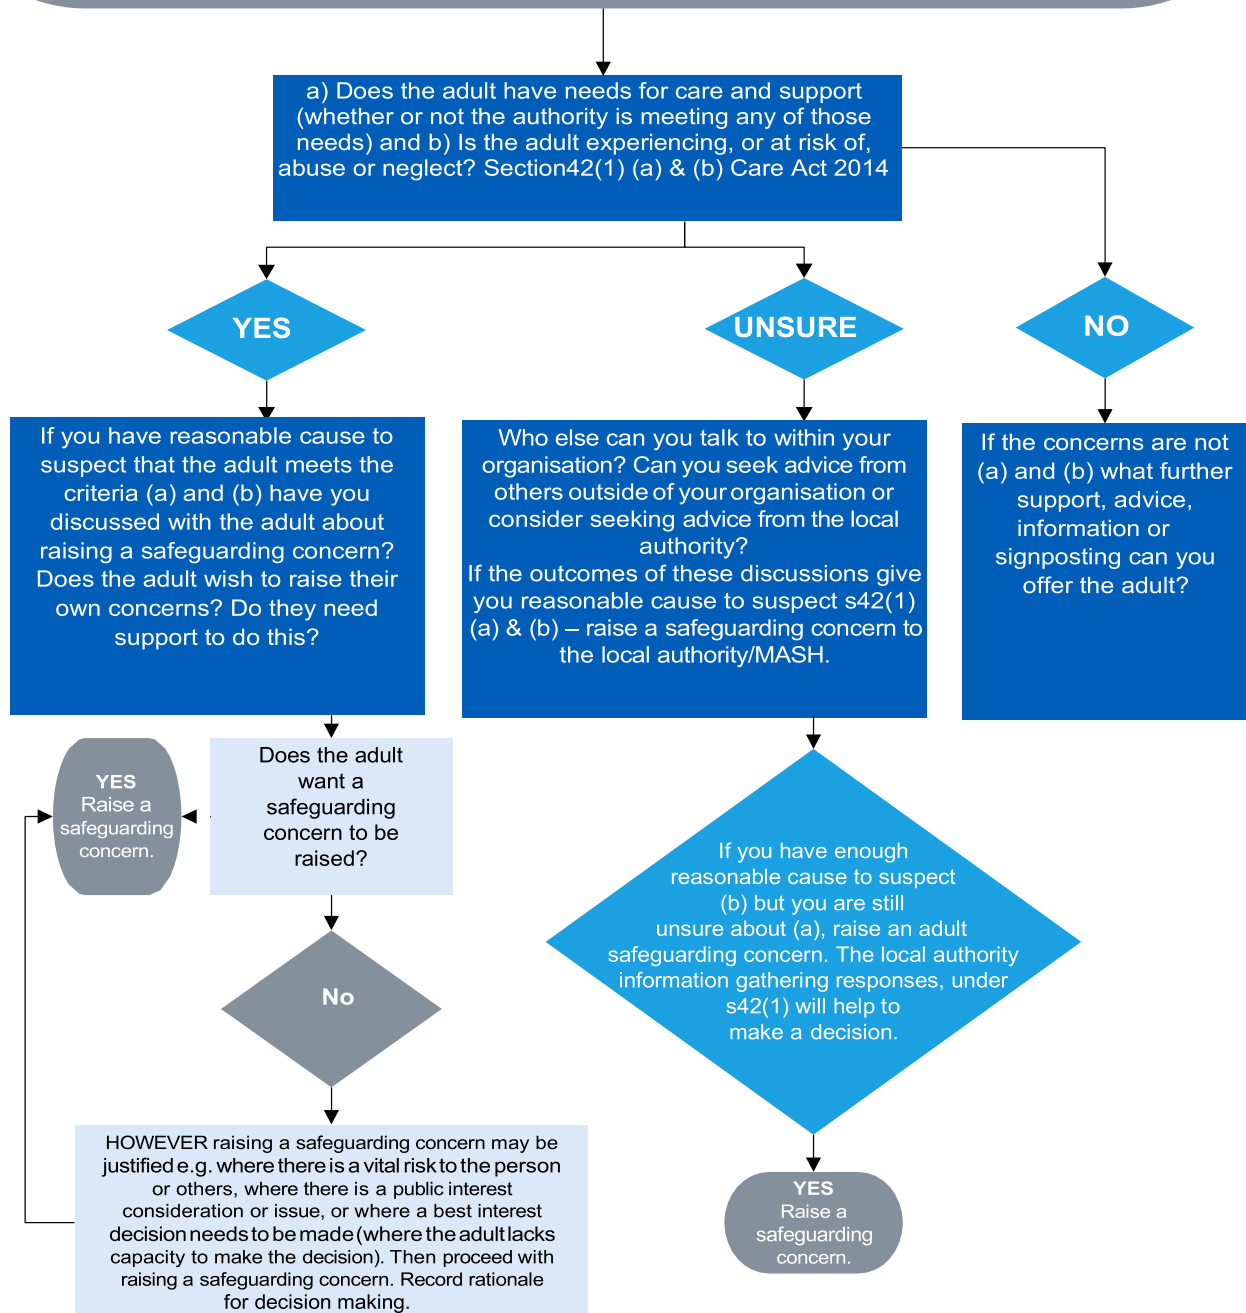 a) Does the adult have needs for care and support
(whether or not the authority is meeting any of those
needs) and b) Is the adult experiencing, or at risk of,
abuse or neglect? Section42(1) (a) & (b) Care Act 2014
YES
UNSURE
NO
If you have reasonable cause to
suspect that the adult meets the
criteria (a) and (b) have you
discussed with the adult about
raising a safeguarding concern?
Does the adult wish to raise their
own concerns? Do they need
support to do this?
Who else can you talk to within your
organisation? Can you seek advice from
others outside of your organisation or
consider seeking advice from the local
authority?
If the outcomes of these discussions give
you reasonable cause to suspect s42(1)
(a) & (b) – raise a safeguarding concern to
the local authority/MASH.
If the concerns are not
(a) and (b) what further
support, advice,
information or
signposting can you
offer the adult?
YES
Raise a
safeguarding
concern.
Does the adult
want a
safeguarding
concern to be
raised?
No
HOWEVER raising a safeguarding concern may be
justified e.g. where there is a vital risk to the person
or others, where there is a public interest
consideration or issue, or where a best interest
decision needs to be made (where the adult lacks
capacity to make the decision). Then proceed with
raising a safeguarding concern. Record rationale
for decision making.
If you have enough
reasonable cause to suspect
(b) but you are still
unsure about (a), raise an adult
safeguarding concern. The local authority
information gathering responses, under
s42(1) will help to
make a decision.
YES
Raise a
safeguarding
concern.